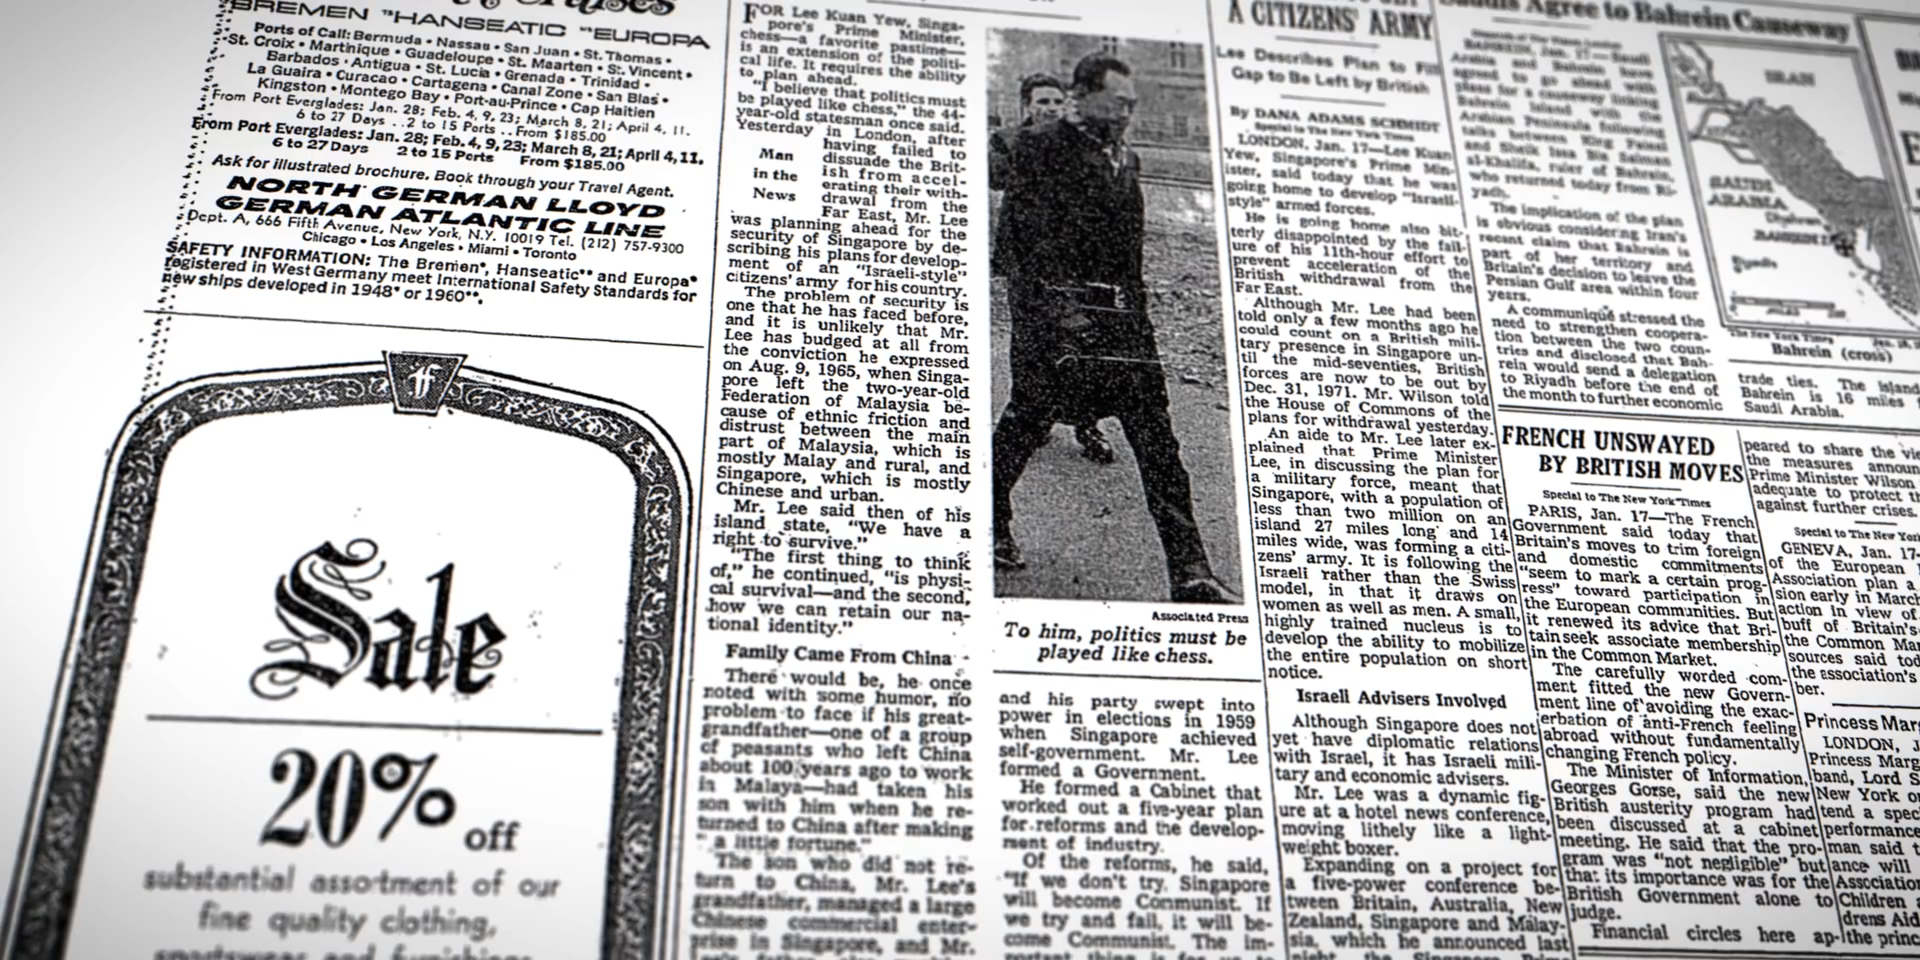 BREMEN *HANSEATIC **EUROPA
Ports of Call: Bermuda • Nassau • San Juan • St. Thomas •
St. Croix • Martinique • Guadeloupe • St. Maarten • St. Vincent •
Barbados • Antigua • St. Lucia • Grenada • Trinidad •
La Guaira • Curacao • Cartagena • Canal Zone • San Blas •
Kingston • Montego Bay • Port-au-Prince • Cap Haitien
From Port Everglades: Jan. 28; Feb. 4, 9, 23; March 8, 21; April 4, 11.
6 to 27 Days . . 2 to 15 Ports . . From $185.00
From Port Everglades: Jan. 28; Feb. 4, 9, 23; March 8, 21; April 4, 11.
6 to 27 Days 2 to 15 Ports From $185.00
Ask for illustrated brochure. Book through your Travel Agent.
NORTH GERMAN LLOYD
GERMAN ATLANTIC LINE
Dept. A, 666 Fifth Avenue, New York, N.Y. 10019 Tel. (212) 757-9300
Chicago • Los Angeles • Miami • Toronto
SAFETY INFORMATION: The Bremen*, Hanseatic** and Europa*
registered in West Germany meet International Safety Standards for
new ships developed in 1948* or 1960**.
ff
Sale
20% off
substantial assortment of our
fine quality clothing,
sportswear and furnishings
FOR Lee Kuan Yew, Singa-
pore's Prime Minister,
chess—a favorite pastime—
is an extension of the politi-
cal life. It requires the ability
to plan ahead.
"I believe that politics must
be played like chess," the 44-
year-old statesman once said.
Yesterday in London, after
having failed to
dissuade the Brit-
ish from accel-
erating their with-
drawal from the
Far East, Mr. Lee
Man
in the
News
was planning ahead for the
security of Singapore by de-
scribing his plans for develop-
ment of an "Israeli-style"
citizens' army for his country.
The problem of security is
one that he has faced before,
and it is unlikely that Mr.
Lee has budged at all from
the conviction he expressed
on Aug. 9, 1965, when Singa-
pore left the two-year-old
Federation of Malaysia be-
cause of ethnic friction and
distrust between the main
part of Malaysia, which is
mostly Malay and rural, and
Singapore, which is mostly
Chinese and urban.
Mr. Lee said then of his
island state, "We have a
right to survive."
"The first thing to think
of," he continued, "is physi-
cal survival—and the second,
how we can retain our na-
tional identity."
Family Came From China
There would be, he once
noted with some humor, no
problem to face if his great-
grandfather—one of a group
of peasants who left China
about 100 years ago to work
in Malaya—had taken his
son with him when he re-
turned to China after making
"a little fortune."
The son who did not re-
turn to China, Mr. Lee's
grandfather, managed a large
Chinese commercial enter-
prise in Singapore, and Mr.
Associated Press
To him, politics must be
played like chess.
and his party swept into
power in elections in 1959
when Singapore achieved
self-government. Mr. Lee
formed a Government.
He formed a Cabinet that
worked out a five-year plan
for reforms and the develop-
ment of industry.
Of the reforms, he said,
"If we don't try, Singapore
will become Communist. If
we try and fail, it will be-
come Communist. The im-
portant thing is for us to
A CITIZENS' ARMY
Lee Describes Plan to Fill
Gap to Be Left by British
By DANA ADAMS SCHMIDT
Special to The New York Times
LONDON, Jan. 17—Lee Kuan
Yew, Singapore's Prime Min-
ister, said today that he was
going home to develop "Israeli-
style" armed forces.
He is going home also bit-
terly disappointed by the fail-
ure of his 11th-hour effort to
prevent acceleration of the
British withdrawal from the
Far East.
Although Mr. Lee had been
told only a few months ago he
could count on a British mili-
tary presence in Singapore un-
til the mid-seventies, British
forces are now to be out by
Dec. 31, 1971. Mr. Wilson told
the House of Commons of the
plans for withdrawal yesterday.
An aide to Mr. Lee later ex-
plained that Prime Minister
Lee, in discussing the plan for
a military force, meant that
Singapore, with a population of
less than two million on an
island 27 miles long and 14
miles wide, was forming a citi-
zens' army. It is following the
Israeli rather than the Swiss
model, in that it draws on
women as well as men. A small,
highly trained nucleus is to
develop the ability to mobilize
the entire population on short
notice.
Israeli Advisers Involved
Although Singapore does not
yet have diplomatic relations
with Israel, it has Israeli mili-
tary and economic advisers.
Mr. Lee was a dynamic fig-
ure at a hotel news conference,
moving lithely like a light-
weight boxer.
Expanding on a project for
a five-power conference be-
tween Britain, Australia, New
Zealand, Singapore and Malay-
sia, which he announced last
Saudis Agree to Bahrein Causeway
Arabia and Bahrein have
agreed to go ahead with
plans for a causeway linking
Bahrein Island with the
Arabian Peninsula following
talks between King Faisal
and Sheik Isa Bin Salman
al-Khalifa, ruler of Bahrein,
who returned today from Ri-
yadh.
The implication of the plan
is obvious considering Iran's
recent claim that Bahrein is
part of her territory and
Britain's decision to leave the
Persian Gulf area within four
years.
A communiqué stressed the
need to strengthen coopera-
tion between the two coun-
tries and disclosed that Bah-
rein would send a delegation
to Riyadh before the end of
the month to further economic
IRAN
SAUDI
ARABIA
Dhahran
BAHREIN
Riyadh
MILES
The New York Times
Bahrein (cross)
trade ties. The island
Bahrein is 16 miles
Saudi Arabia.
FRENCH UNSWAYED
BY BRITISH MOVES
Special to The New York Times
PARIS, Jan. 17—The French
Government said today that
Britain's moves to trim foreign
and domestic commitments
"seem to mark a certain prog-
ress" toward participation in
the European communities. But
it renewed its advice that Bri-
tain seek associate membership
in the Common Market.
The carefully worded com-
ment fitted the new Govern-
ment line of avoiding the exac-
erbation of anti-French feeling
abroad without fundamentally
changing French policy.
The Minister of Information,
Georges Gorse, said the new
British austerity program had
been discussed at a cabinet
meeting. He said that the pro-
gram was "not negligible" but
that its importance was for the
British Government alone to
judge.
Financial circles here ap-
peared to share the vie
the measures announ
Prime Minister Wilson
adequate to protect th
against further crises.
Special to The New Yor
GENEVA, Jan. 17-
of the European
Association plan a
sion early in March
action in view of
buff of Britain's
the Common Mar
sources said tod
the association's
ber.
Princess Mar
LONDON, J
Princess Marg
band, Lord S
New York o
tend a spec
performance
man said t
ance will
Association
Children a
drens Aid
the princ